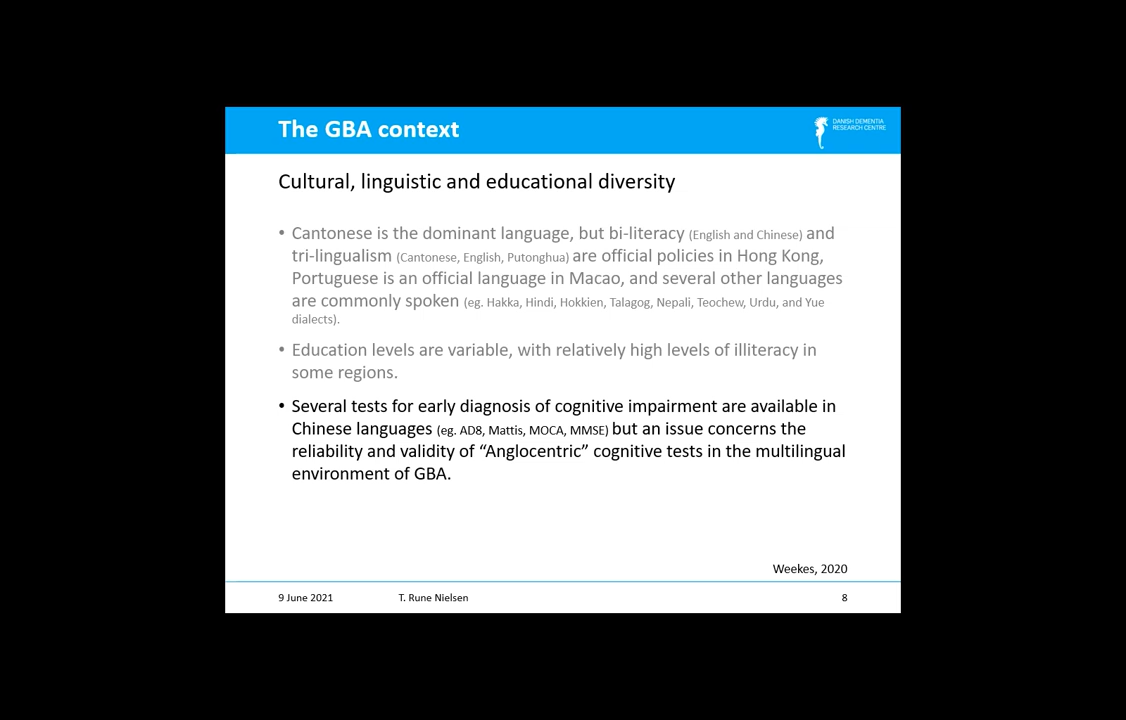 The GBA context
DANISH DEMENTIA
RESEARCH CENTRE
Cultural, linguistic and educational diversity
• Cantonese is the dominant language, but bi-literacy (English and Chinese) and
tri-lingualism (Cantonese, English, Putonghua) are official policies in Hong Kong,
Portuguese is an official language in Macao, and several other languages
are commonly spoken (eg. Hakka, Hindi, Hokkien, Talagog, Nepali, Teochew, Urdu, and Yue
dialects).
• Education levels are variable, with relatively high levels of illiteracy in
some regions.
• Several tests for early diagnosis of cognitive impairment are available in
Chinese languages (eg. AD8, Mattis, MOCA, MMSE) but an issue concerns the
reliability and validity of “Anglocentric” cognitive tests in the multilingual
environment of GBA.
Weekes, 2020
9 June 2021 T. Rune Nielsen 8